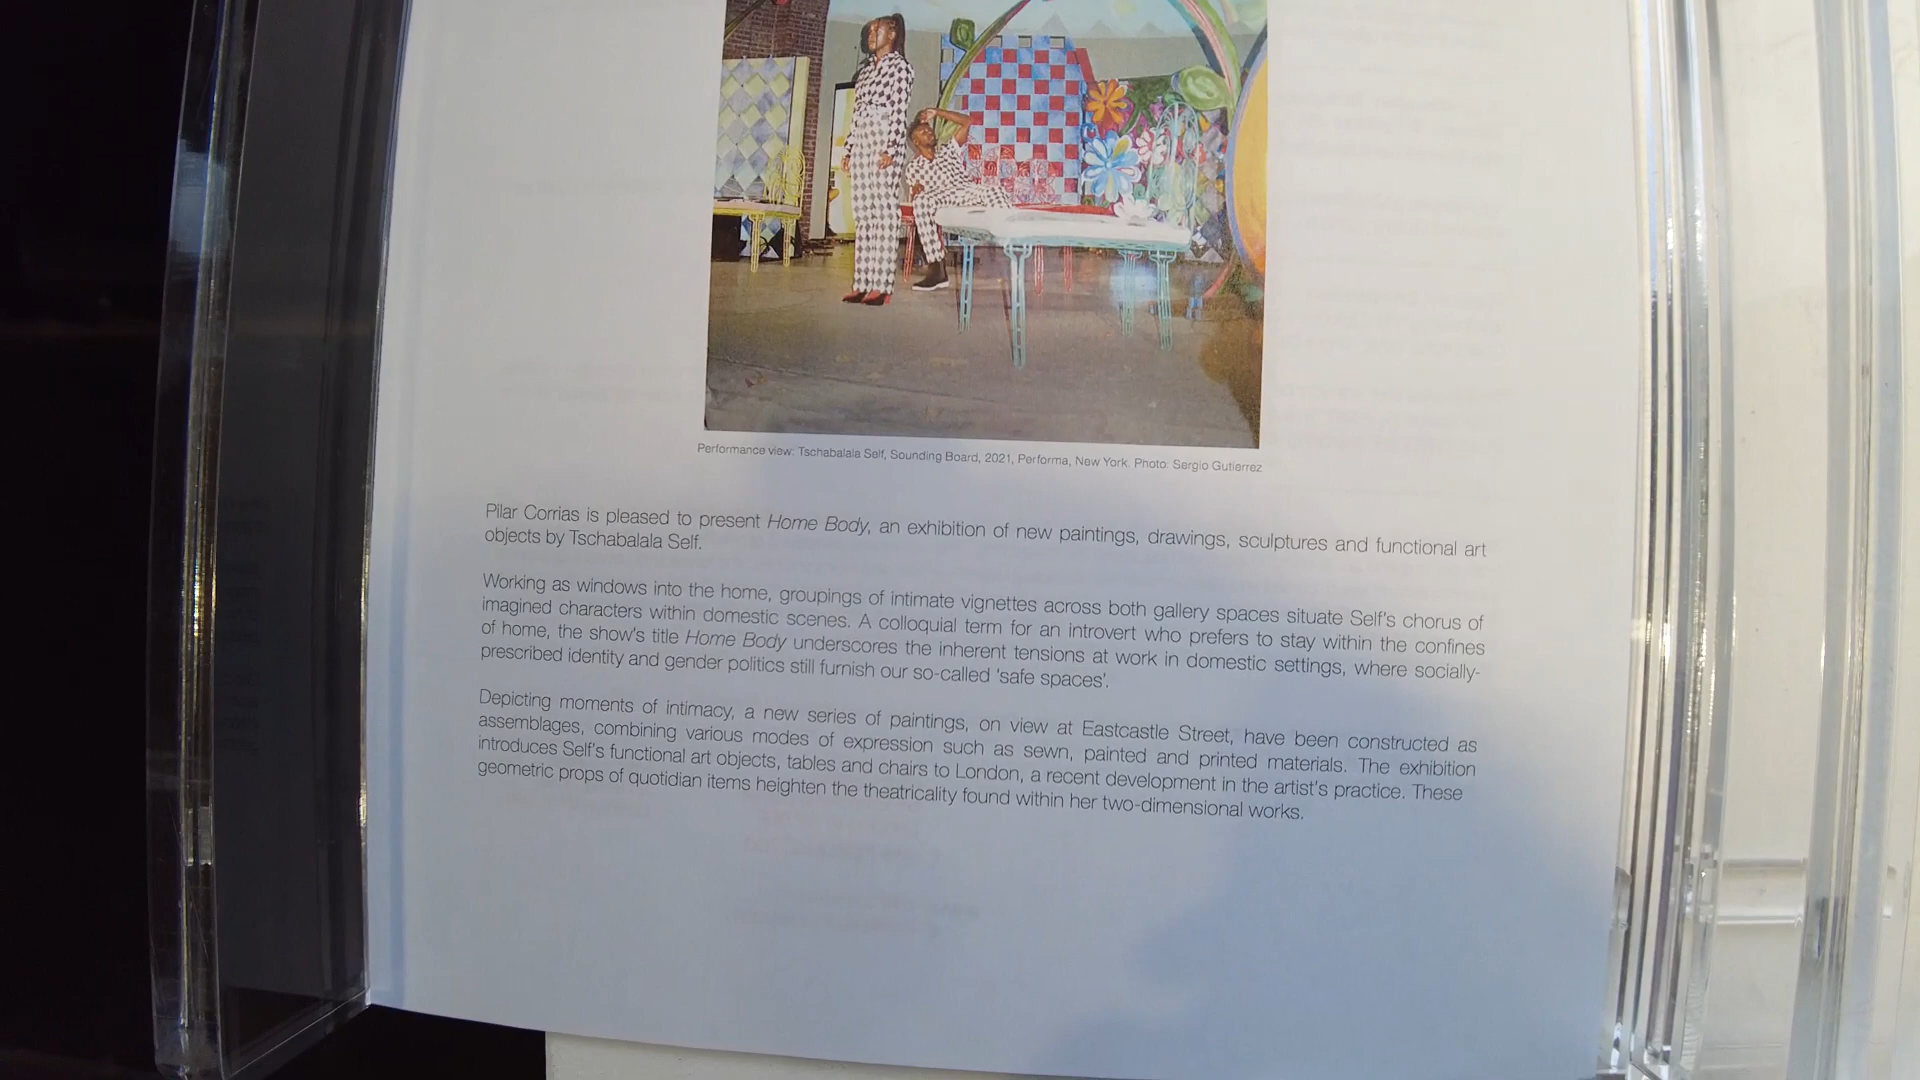 Performance view: Tschabalala Self, Sounding Board, 2021, Performa, New York. Photo: Sergio Gutierrez
Pilar Corrias is pleased to present Home Body, an exhibition of new paintings, drawings, sculptures and functional art
objects by Tschabalala Self.
Working as windows into the home, groupings of intimate vignettes across both gallery spaces situate Self's chorus of
imagined characters within domestic scenes. A colloquial term for an introvert who prefers to stay within the confines
of home, the show's title Home Body underscores the inherent tensions at work in domestic settings, where socially-
prescribed identity and gender politics still furnish our so-called 'safe spaces'.
Depicting moments of intimacy, a new series of paintings, on view at Eastcastle Street, have been constructed as
assemblages, combining various modes of expression such as sewn, painted and printed materials. The exhibition
introduces Self's functional art objects, tables and chairs to London, a recent development in the artist's practice. These
geometric props of quotidian items heighten the theatricality found within her two-dimensional works.